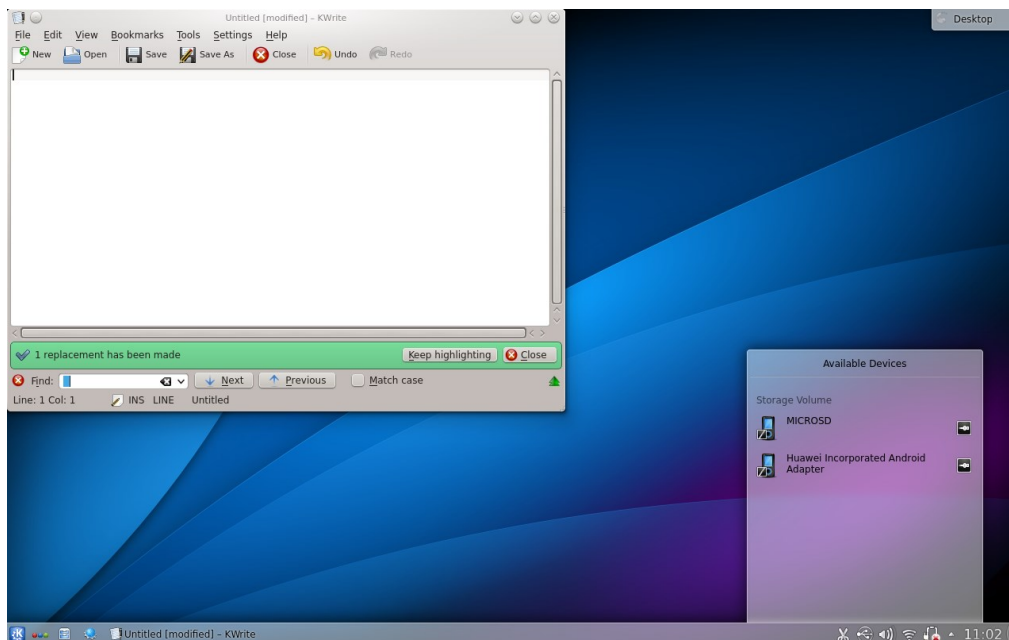 Untitled [modified] – KWrite
Desktop
File Edit View Bookmarks Tools Settings Help
New Open Save Save As Close Undo Redo
1 replacement has been made Keep highlighting Close
Find: Next Previous Match case
Line: 1 Col: 1 INS LINE Untitled
Available Devices
Storage Volume
MICROSD
Huawei Incorporated Android
Adapter
Untitled [modified] – KWrite
11:02